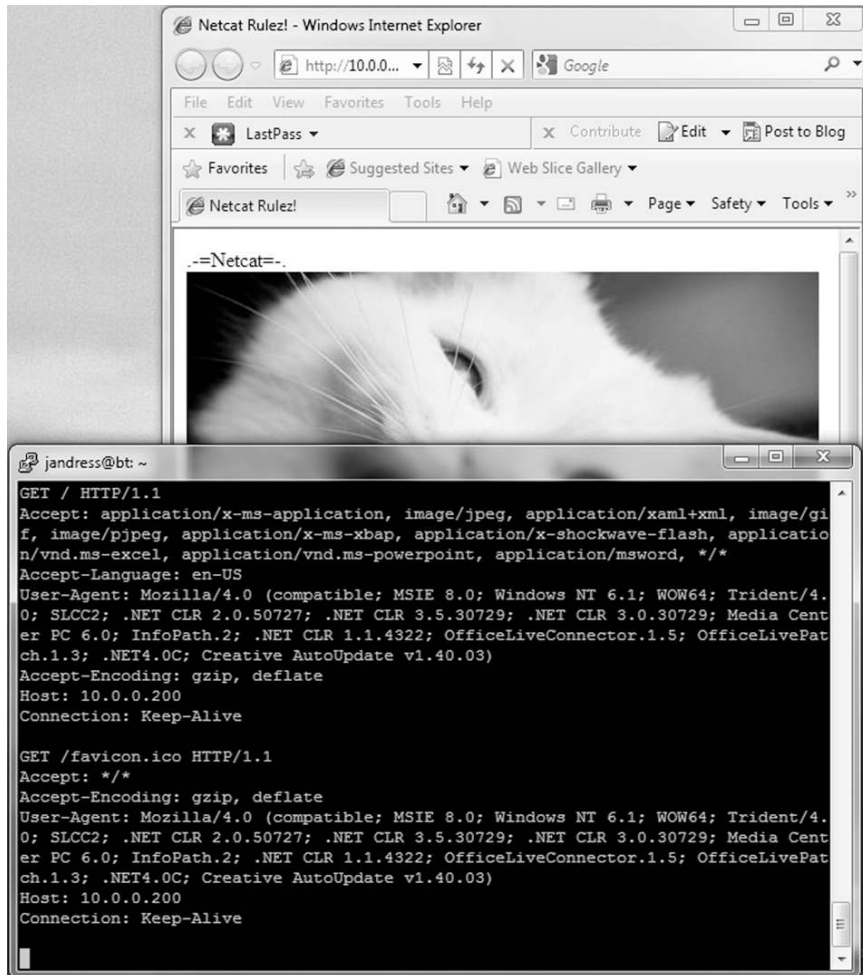 Netcat Rulez! - Windows Internet Explorer
http://10.0.0...
Google
File Edit View Favorites Tools Help
x LastPass
x Contribute Edit Post to Blog
Favorites Suggested Sites Web Slice Gallery
Netcat Rulez!
Page Safety Tools »
.-=Netcat=-.
jandress@bt: ~
GET / HTTP/1.1
Accept: application/x-ms-application, image/jpeg, application/xaml+xml, image/gi
f, image/pjpeg, application/x-ms-xbap, application/x-shockwave-flash, applicatio
n/vnd.ms-excel, application/vnd.ms-powerpoint, application/msword, */*
Accept-Language: en-US
User-Agent: Mozilla/4.0 (compatible; MSIE 8.0; Windows NT 6.1; WOW64; Trident/4.
0; SLCC2; .NET CLR 2.0.50727; .NET CLR 3.5.30729; .NET CLR 3.0.30729; Media Cent
er PC 6.0; InfoPath.2; .NET CLR 1.1.4322; OfficeLiveConnector.1.5; OfficeLivePat
ch.1.3; .NET4.0C; Creative AutoUpdate v1.40.03)
Accept-Encoding: gzip, deflate
Host: 10.0.0.200
Connection: Keep-Alive
GET /favicon.ico HTTP/1.1
Accept: */*
Accept-Encoding: gzip, deflate
User-Agent: Mozilla/4.0 (compatible; MSIE 8.0; Windows NT 6.1; WOW64; Trident/4.
0; SLCC2; .NET CLR 2.0.50727; .NET CLR 3.5.30729; .NET CLR 3.0.30729; Media Cent
er PC 6.0; InfoPath.2; .NET CLR 1.1.4322; OfficeLiveConnector.1.5; OfficeLivePat
ch.1.3; .NET4.0C; Creative AutoUpdate v1.40.03)
Host: 10.0.0.200
Connection: Keep-Alive